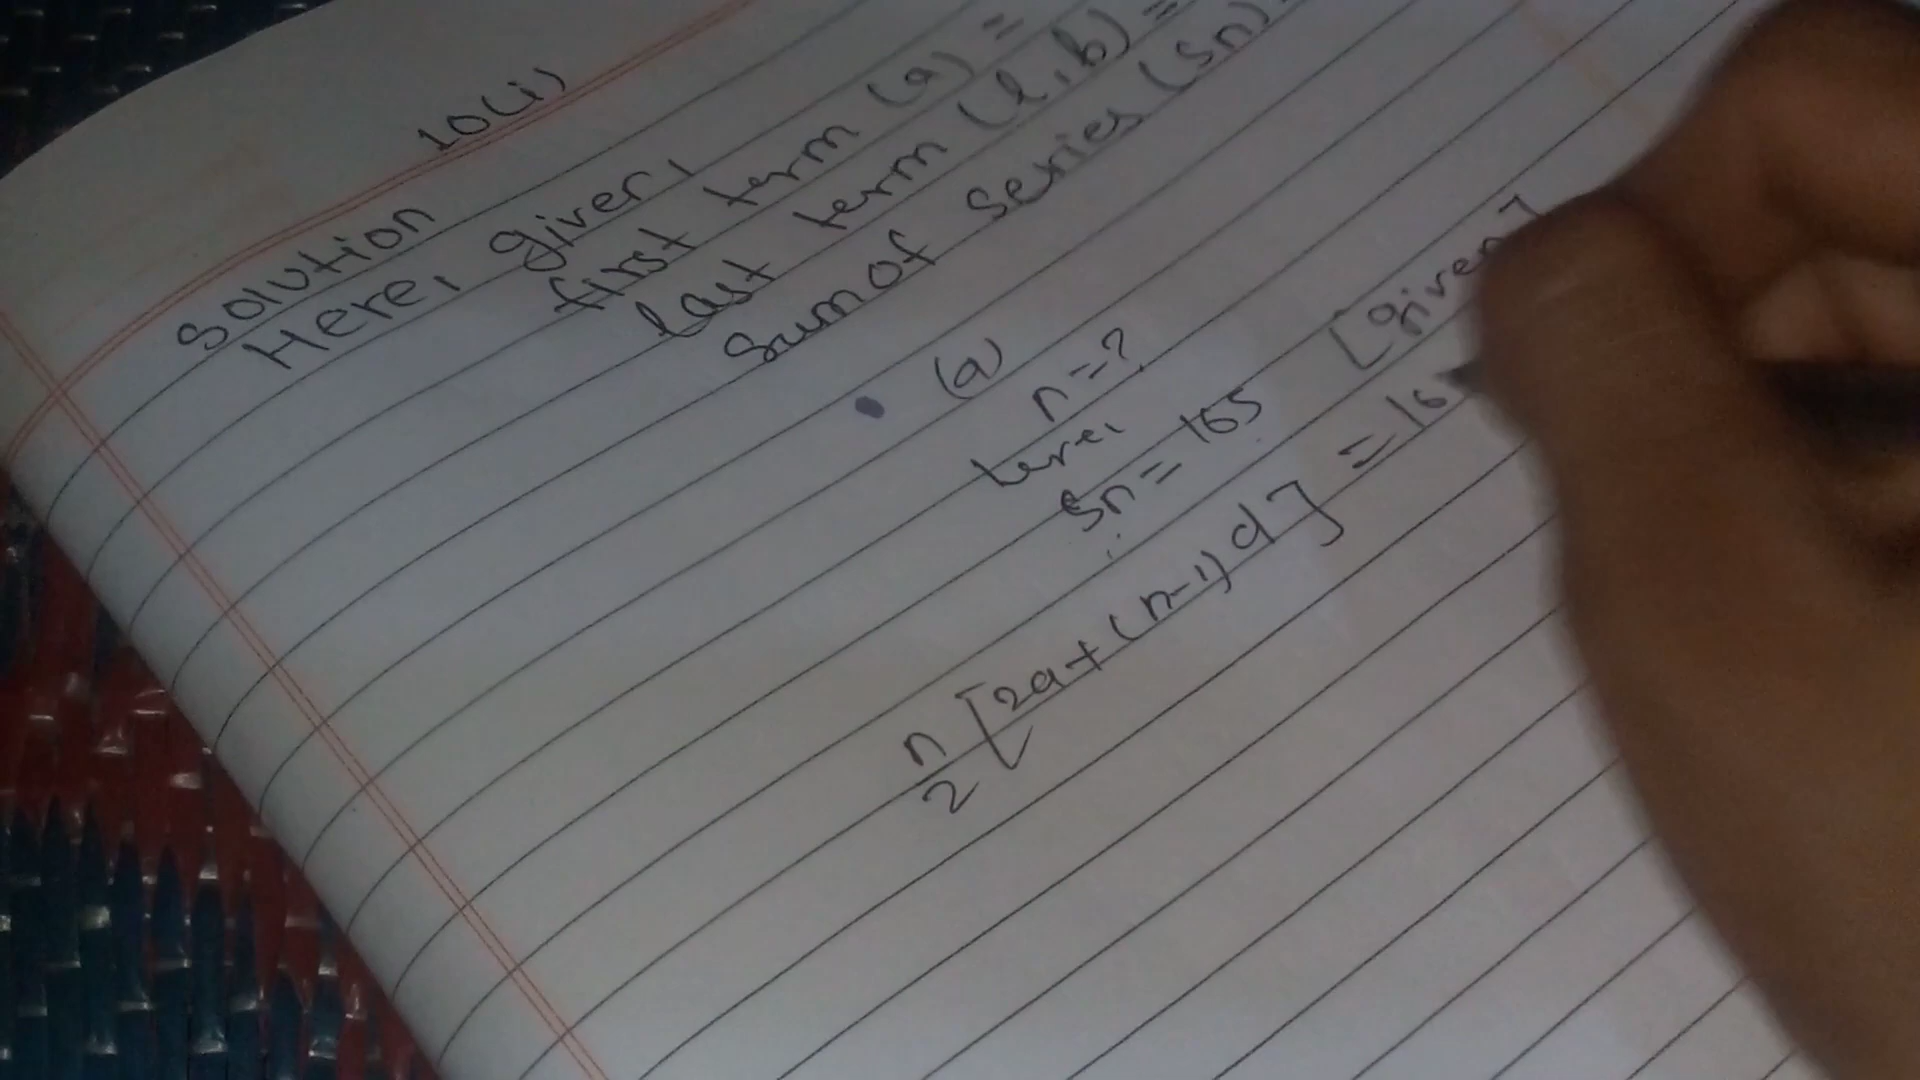 10(i)
Solution
Here, given,
first term (a) =
last term (l, b) =
Sum of series (Sn)
(a)
n = ?
Here,
Sn = 165 [given]
n/2 [2a + (n-1) d] = 16